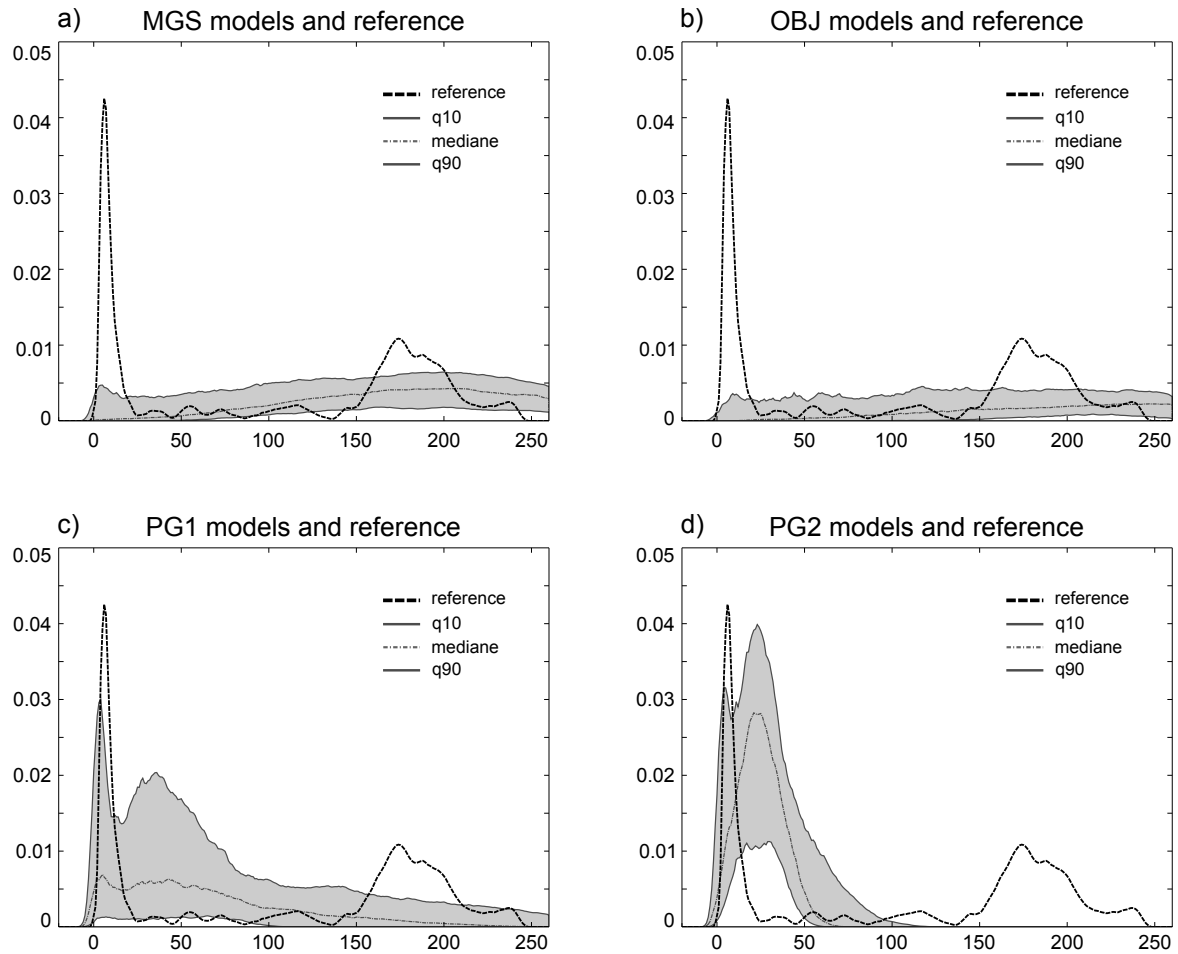 a) MGS models and reference
0.05
0.04
0.03
0.02
0.01
0
reference
q10
mediane
q90
0 50 100 150 200 250
b) OBJ models and reference
0.05
0.04
0.03
0.02
0.01
0
reference
q10
mediane
q90
0 50 100 150 200 250
c) PG1 models and reference
0.05
0.04
0.03
0.02
0.01
0
reference
q10
mediane
q90
0 50 100 150 200 250
d) PG2 models and reference
0.05
0.04
0.03
0.02
0.01
0
reference
q10
mediane
q90
0 50 100 150 200 250